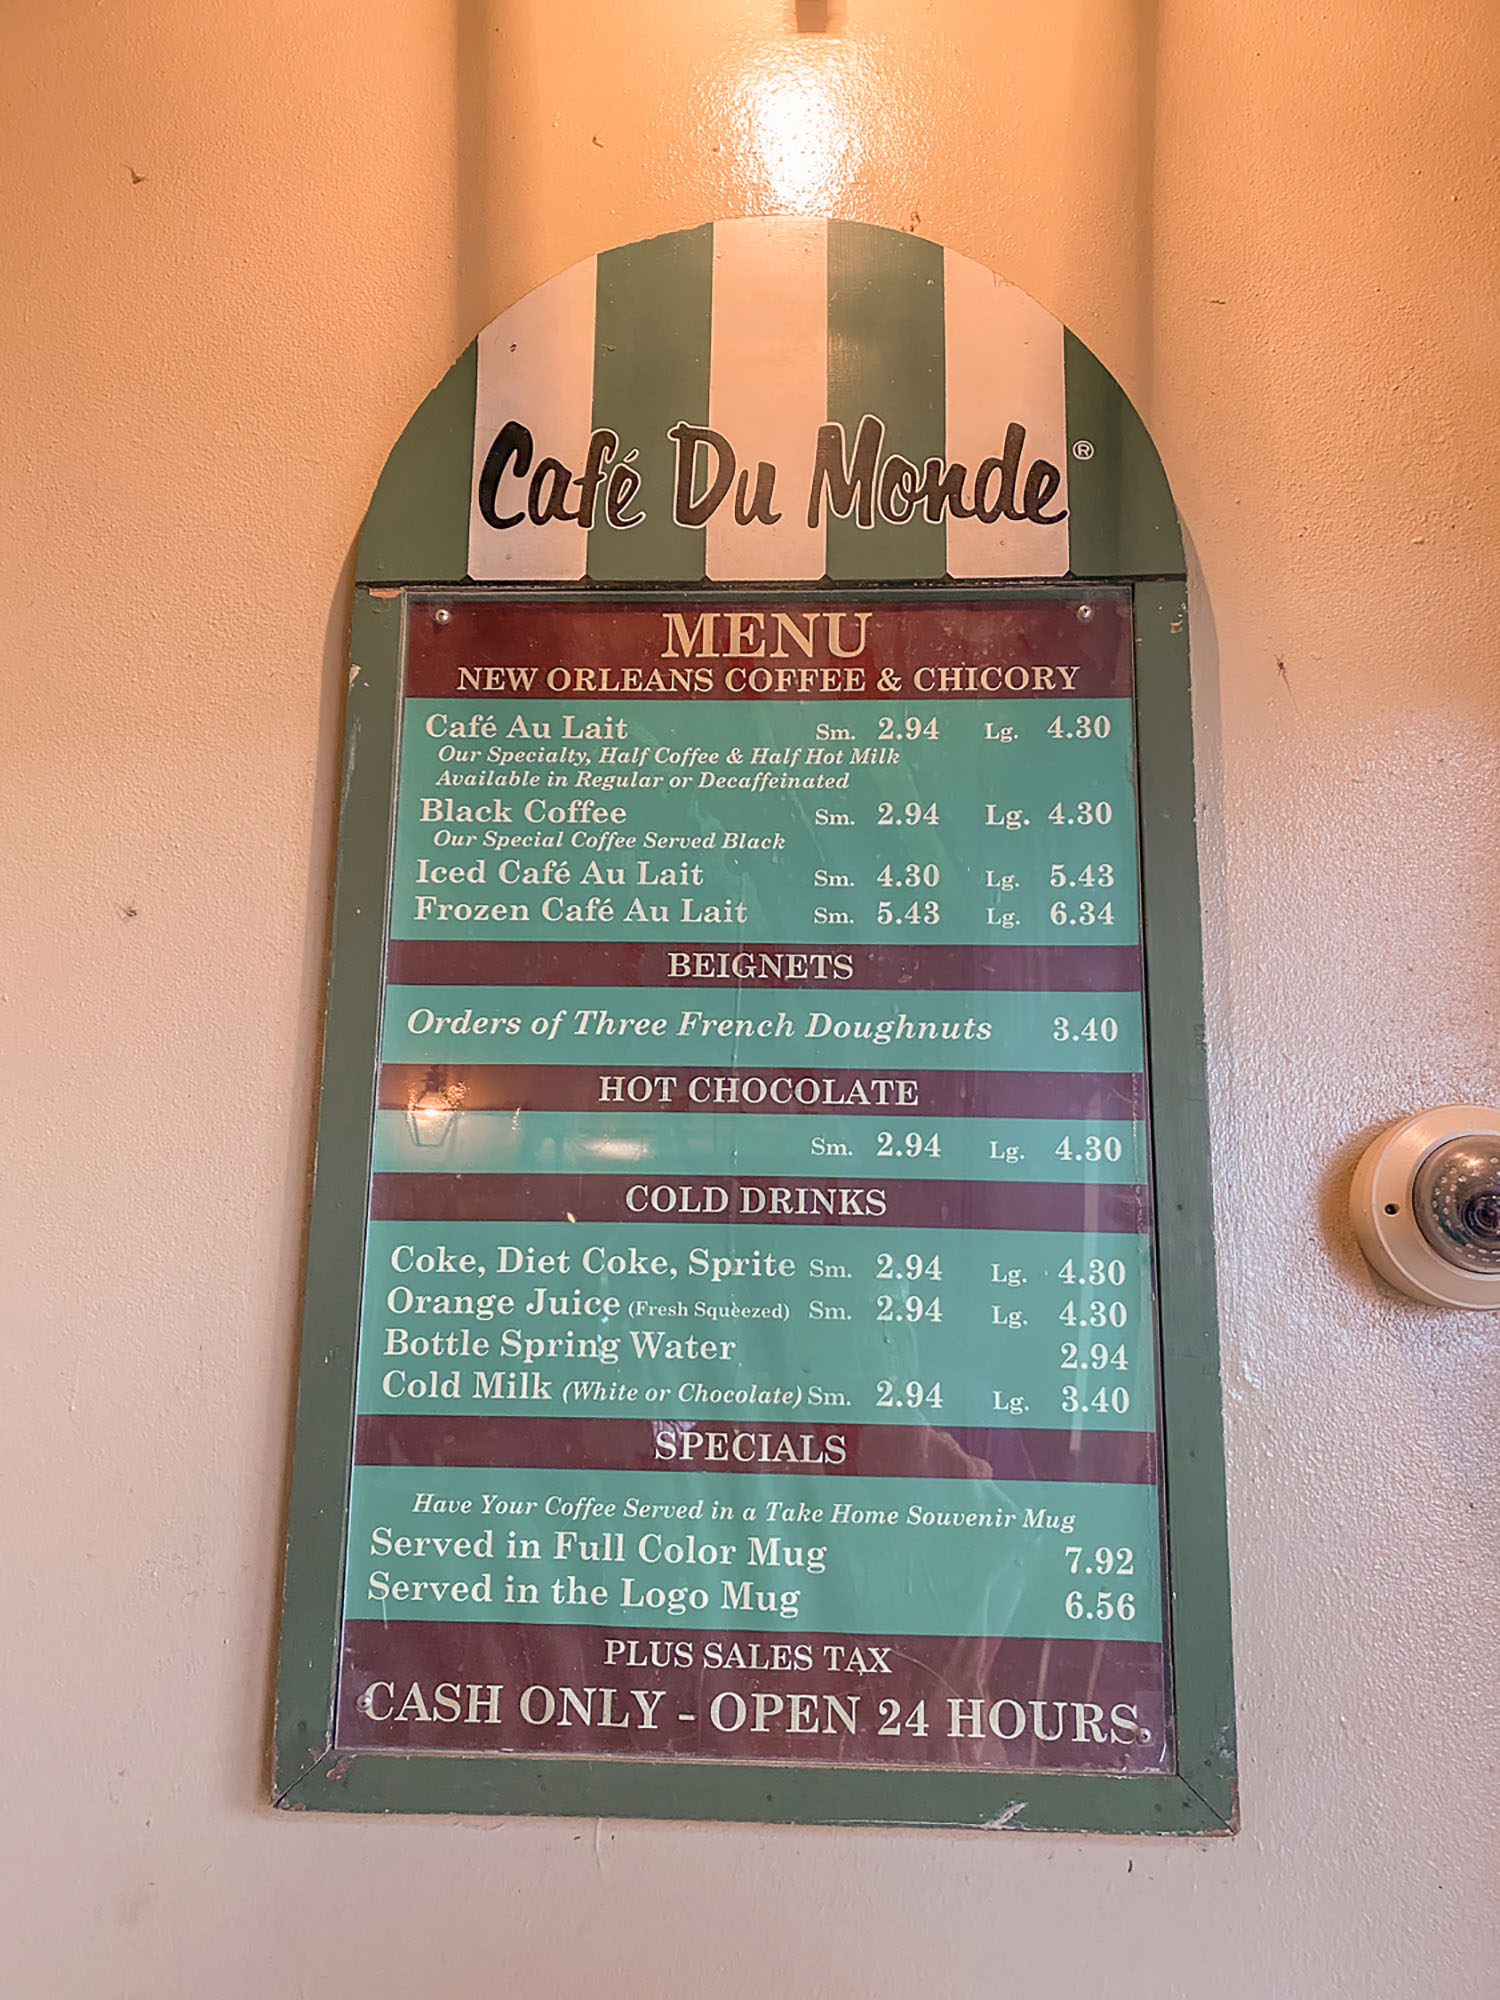 Café Du Monde®
MENU
NEW ORLEANS COFFEE & CHICORY
Café Au Lait Sm. 2.94 Lg. 4.30
Our Specialty, Half Coffee & Half Hot Milk
Available in Regular or Decaffeinated
Black Coffee Sm. 2.94 Lg. 4.30
Our Special Coffee Served Black
Iced Café Au Lait Sm. 4.30 Lg. 5.43
Frozen Café Au Lait Sm. 5.43 Lg. 6.34
BEIGNETS
Orders of Three French Doughnuts 3.40
HOT CHOCOLATE
Sm. 2.94 Lg. 4.30
COLD DRINKS
Coke, Diet Coke, Sprite Sm. 2.94 Lg. 4.30
Orange Juice (Fresh Squeezed) Sm. 2.94 Lg. 4.30
Bottle Spring Water 2.94
Cold Milk (White or Chocolate) Sm. 2.94 Lg. 3.40
SPECIALS
Have Your Coffee Served in a Take Home Souvenir Mug
Served in Full Color Mug 7.92
Served in the Logo Mug 6.56
PLUS SALES TAX
CASH ONLY - OPEN 24 HOURS